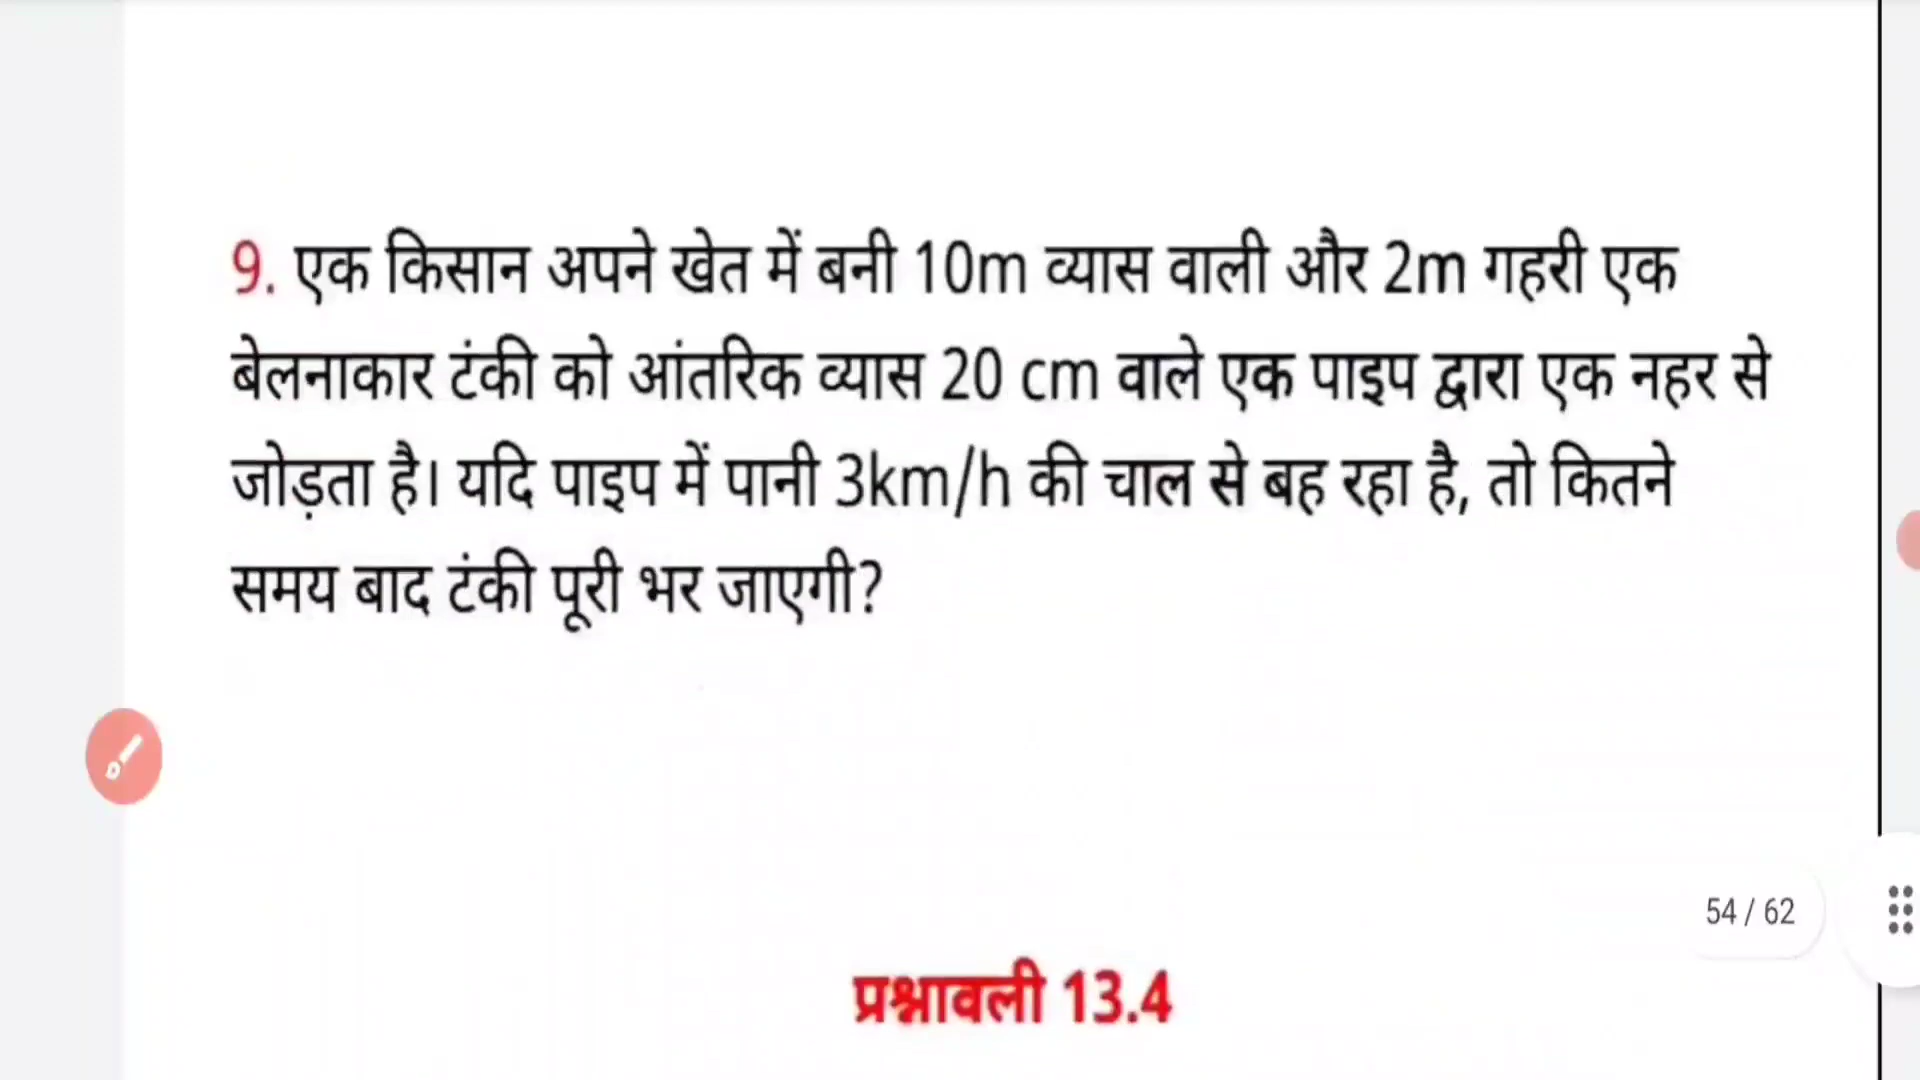 9. एक किसान अपने खेत में बनी 10m व्यास वाली और 2m गहरी एक
बेलनाकार टंकी को आंतरिक व्यास 20 cm वाले एक पाइप द्वारा एक नहर से
जोड़ता है। यदि पाइप में पानी 3km/h की चाल से बह रहा है, तो कितने
समय बाद टंकी पूरी भर जाएगी?
54 / 62
प्रश्नावली 13.4